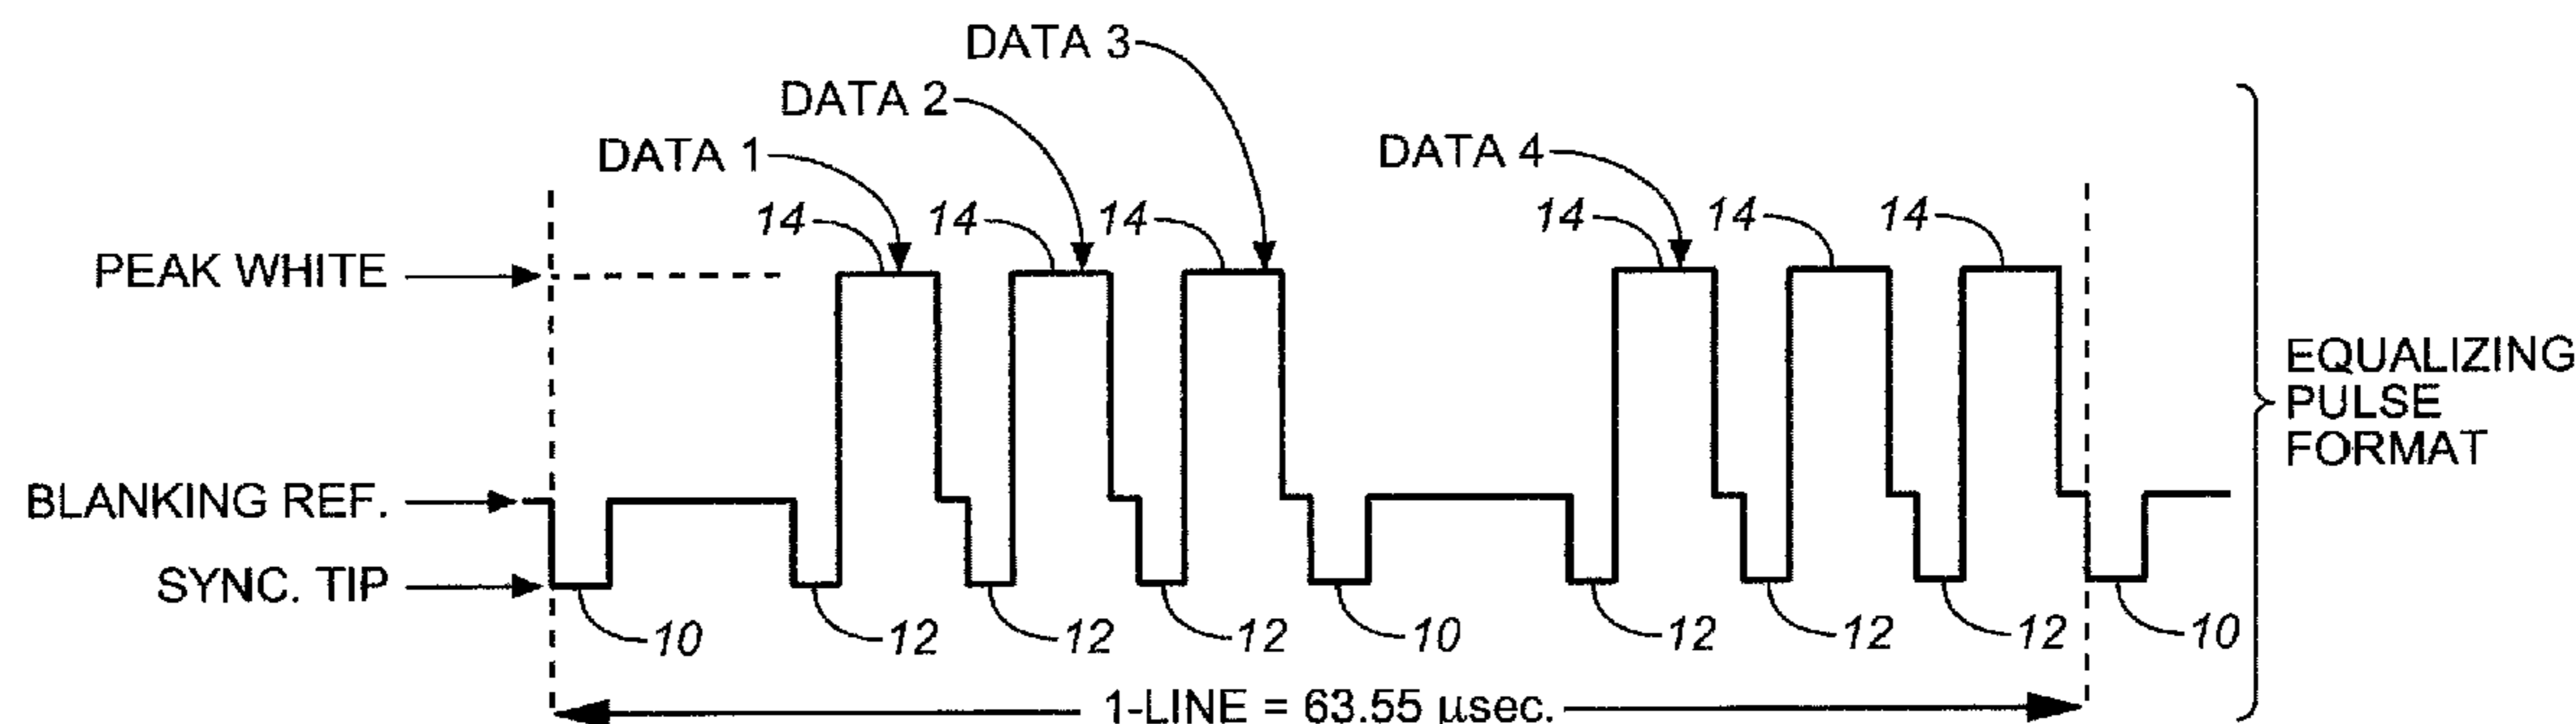 DATA 3
DATA 2
DATA 1
DATA 4
14 14 14 14 14 14
PEAK WHITE
EQUALIZING
PULSE
FORMAT
BLANKING REF.
SYNC. TIP
10 12 12 12 10 12 12 12 10
1-LINE = 63.55 µsec.